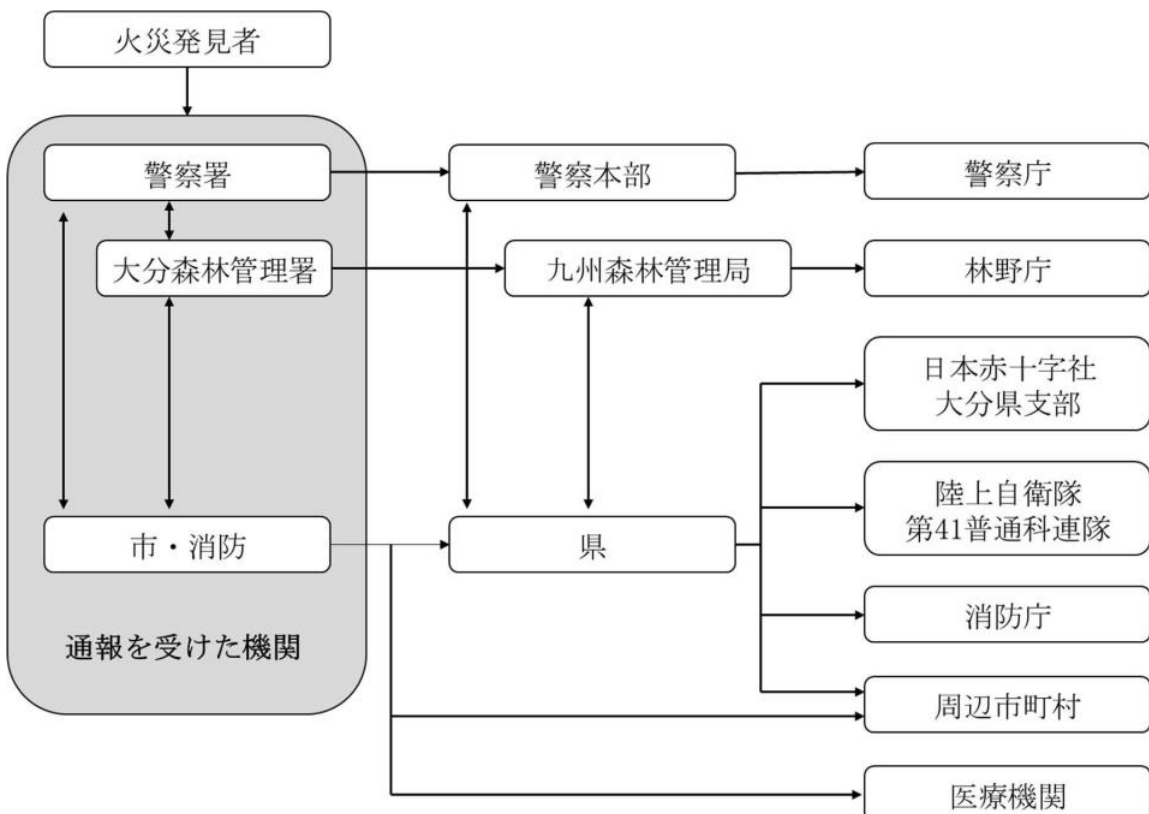 火災発見者
警察署
警察本部
警察庁
大分森林管理署
九州森林管理局
林野庁
日本赤十字社
大分県支部
陸上自衛隊
第41普通科連隊
市・消防
県
消防庁
通報を受けた機関
周辺市町村
医療機関